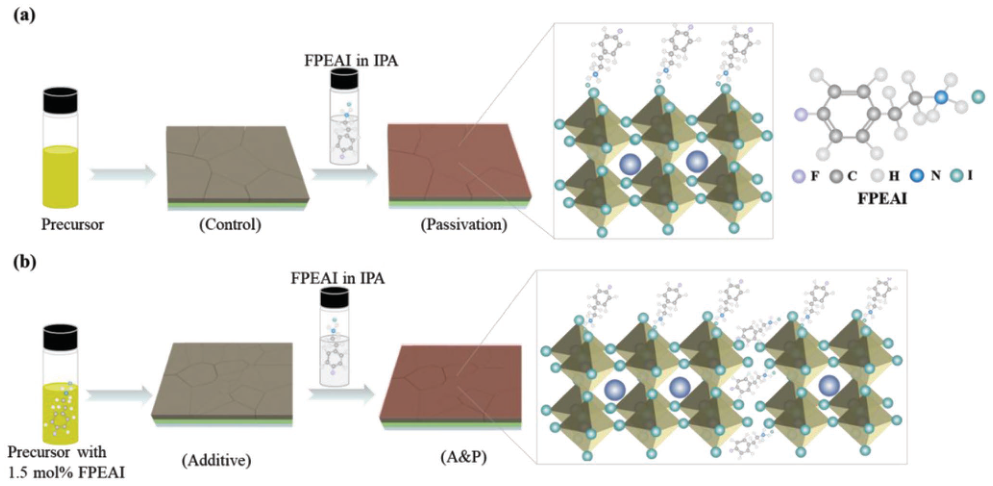 (a)
FPEAI in IPA
Precursor
(Control)
(Passivation)
F C H N I
FPEAI
(b)
FPEAI in IPA
Precursor with
1.5 mol% FPEAI
(Additive)
(A&P)